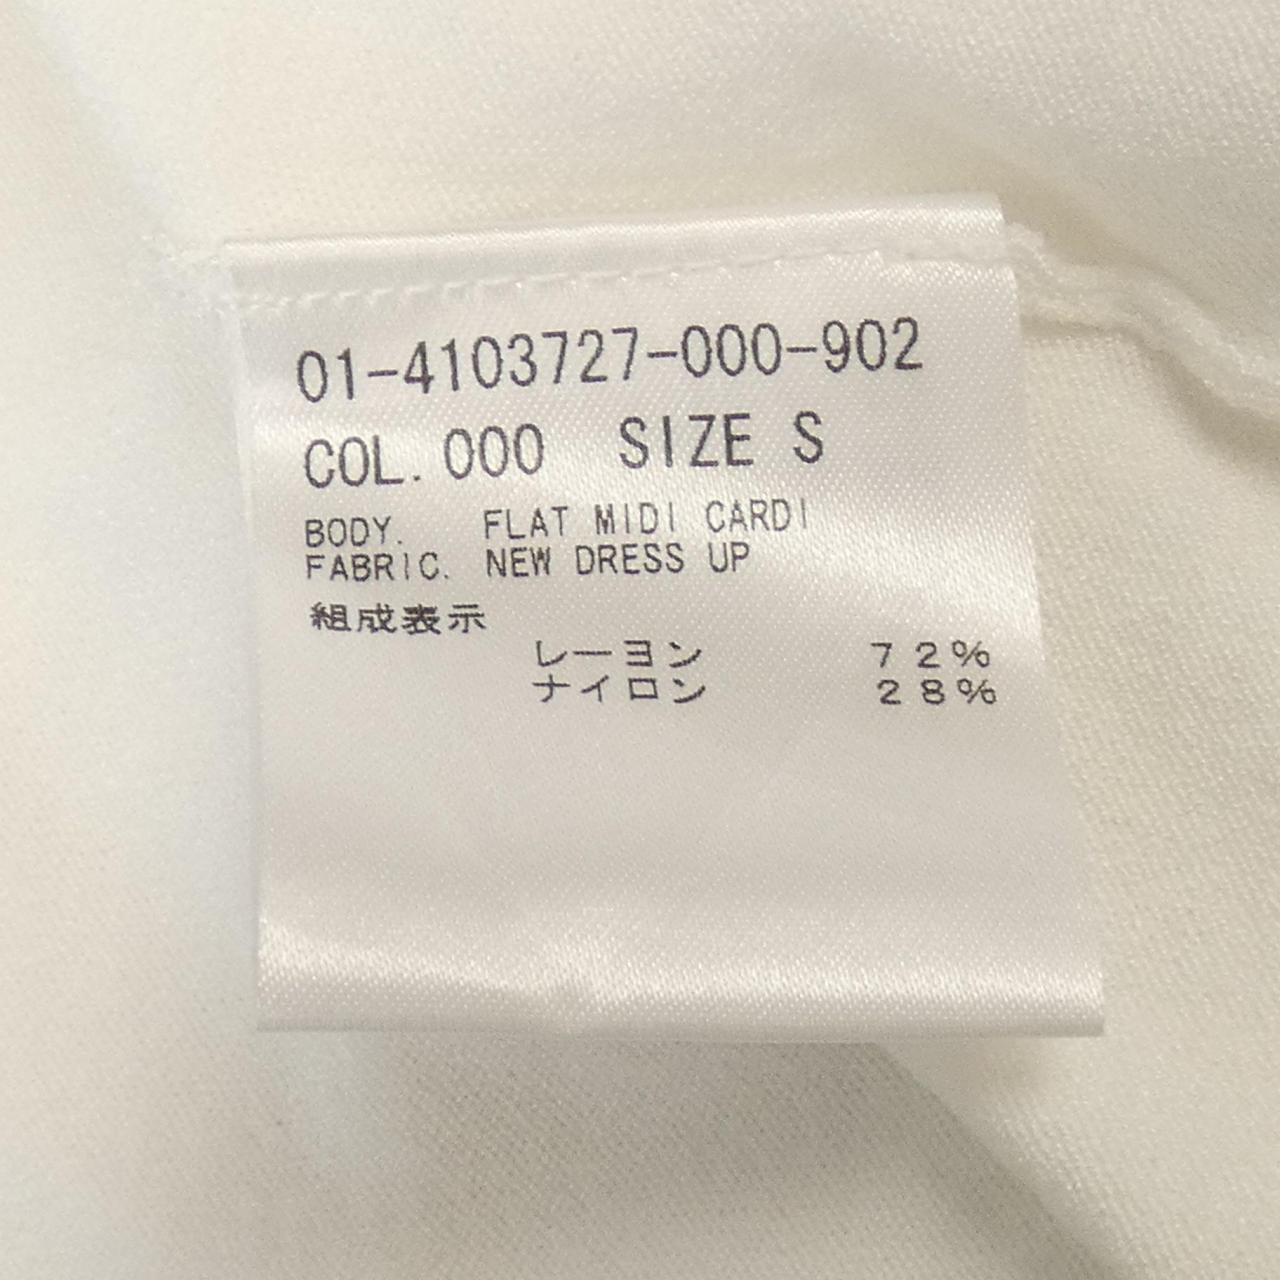 01-4103727-000-902
COL. 000 SIZE S
BODY. FLAT MIDI CARDI
FABRIC. NEW DRESS UP
組成表示
レーヨン 72%
ナイロン 28%